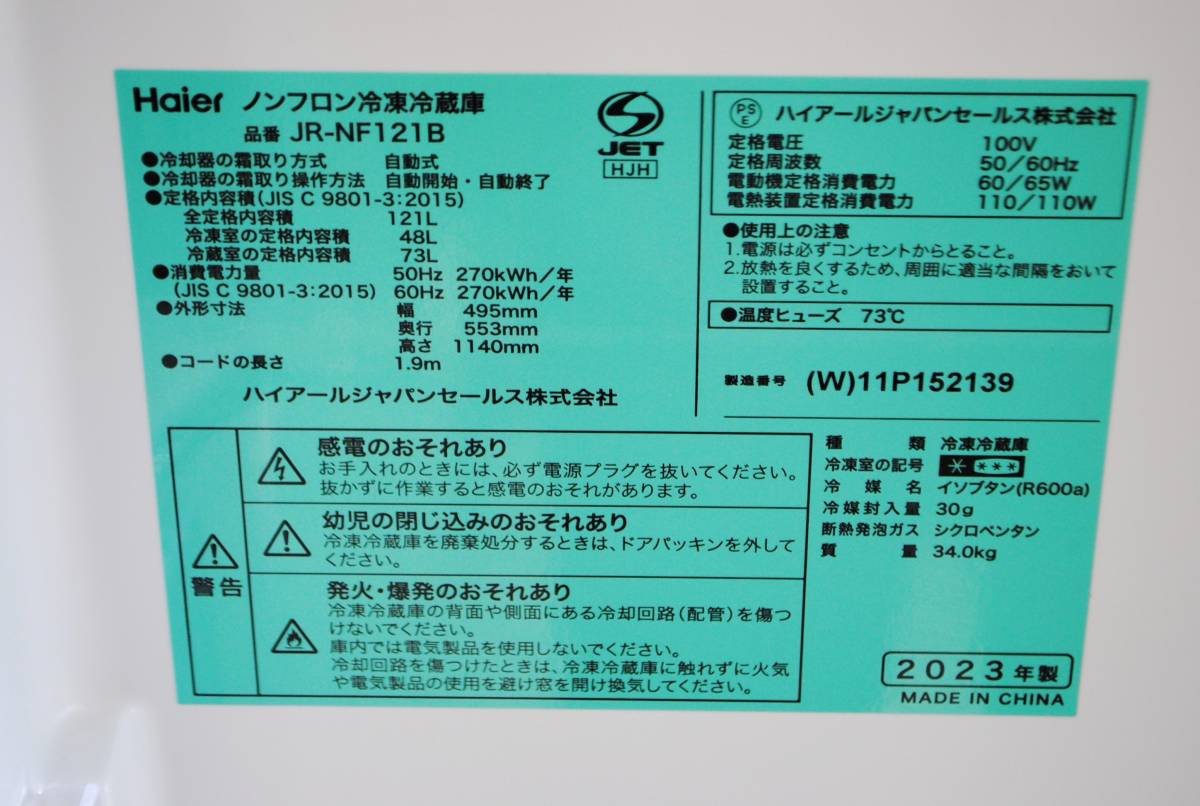 Haier ノンフロン冷凍冷蔵庫
品番 JR-NF121B
●冷却器の霜取り方式 自動式
●冷却器の霜取り操作方法 自動開始・自動終了
●定格内容積(JIS C 9801-3:2015)
全定格内容積 121L
冷凍室の定格内容積 48L
冷蔵室の定格内容積 73L
●消費電力量 50Hz 270kWh/年
(JIS C 9801-3:2015) 60Hz 270kWh/年
●外形寸法 幅 495mm
奥行 553mm
高さ 1140mm
●コードの長さ 1.9m
ハイアールジャパンセールス株式会社
JET
HJH
PS E ハイアールジャパンセールス株式会社
定格電圧 100V
定格周波数 50/60Hz
電動機定格消費電力 60/65W
電熱装置定格消費電力 110/110W
●使用上の注意
1.電源は必ずコンセントからとること。
2.放熱を良くするため、周囲に適当な間隔をおいて
設置すること。
●温度ヒューズ 73℃
製造番号 (W)11P152139
警告
感電のおそれあり
お手入れのときには、必ず電源プラグを抜いてください。
抜かずに作業すると感電のおそれがあります。
幼児の閉じ込みのおそれあり
冷凍冷蔵庫を廃棄処分するときは、ドアパッキンを外して
ください。
発火・爆発のおそれあり
冷凍冷蔵庫の背面や側面にある冷却回路(配管)を傷つ
けないでください。
庫内では電気製品を使用しないでください。
冷却回路を傷つけたときは、冷凍冷蔵庫に触れずに火気
や電気製品の使用を避け窓を開け換気してください。
種類 冷凍冷蔵庫
冷凍室の記号 * ***
冷媒名 イソブタン(R600a)
冷媒封入量 30g
断熱発泡ガス シクロペンタン
質量 34.0kg
2023年製
MADE IN CHINA